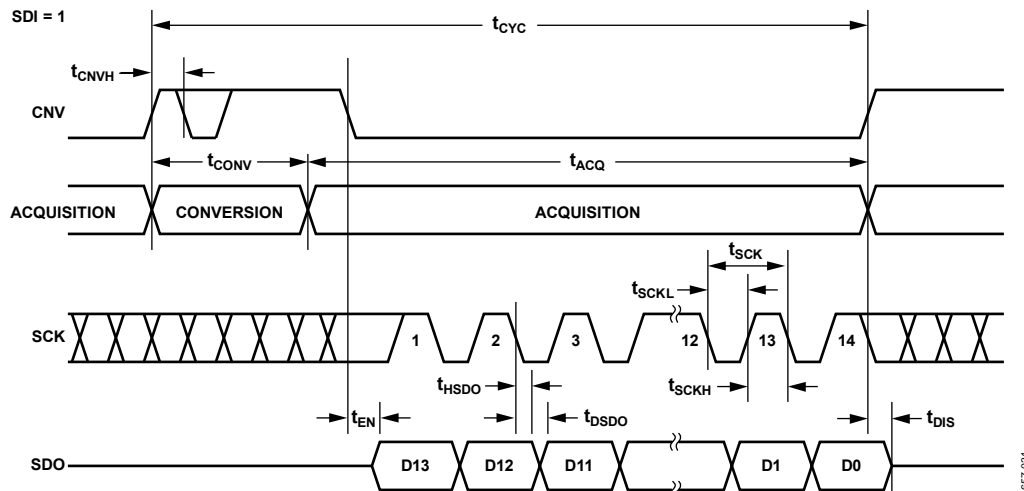 SDI = 1
tCYC
tCNVH
CNV
tCONV
tACQ
ACQUISITION
CONVERSION
ACQUISITION
tSCK
tSCKL
SCK
1
2
3
12
13
14
tHSDO
tSCKH
tEN
tDSDO
tDIS
SDO
D13
D12
D11
D1
D0